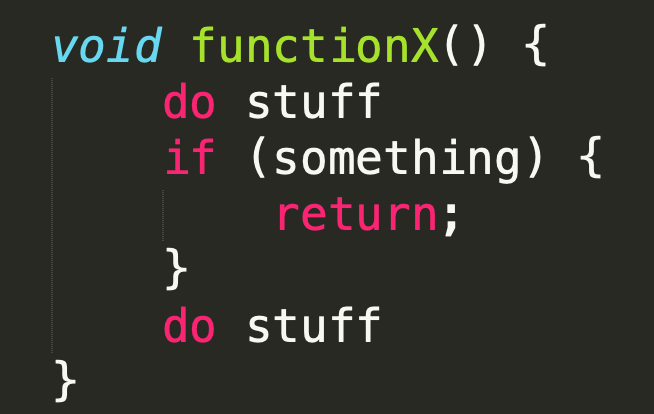 void functionX() {
    do stuff
    if (something) {
        return;
    }
    do stuff
}